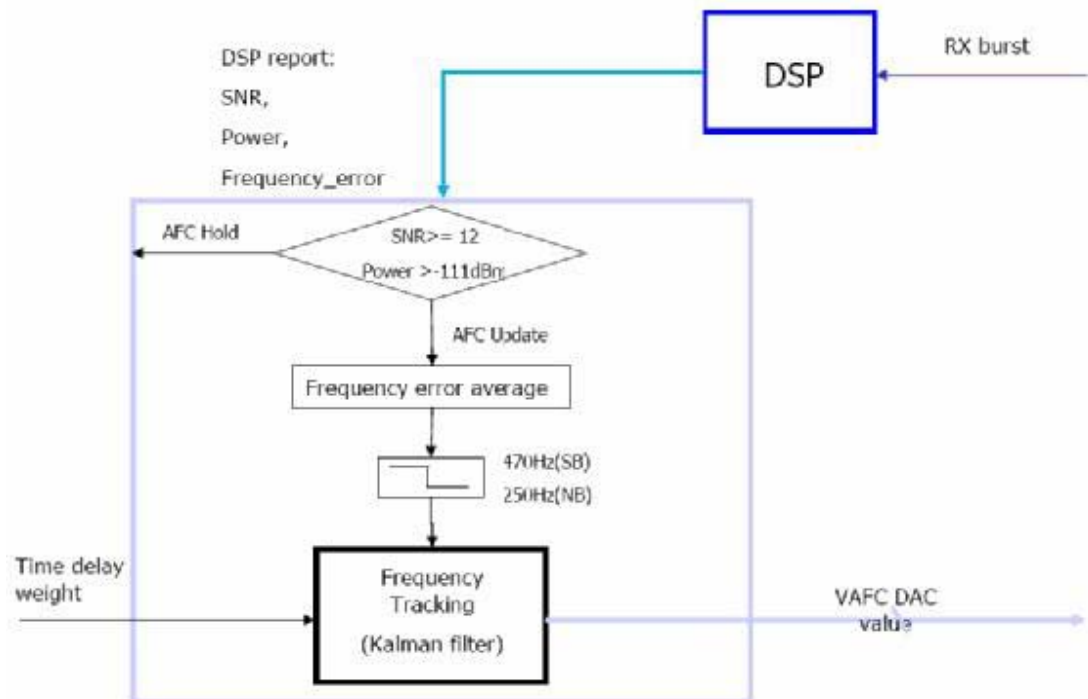 RX burst
DSP
DSP report:
SNR,
Power,
Frequency_error
AFC Hold
SNR>= 12
Power >-111dBm
AFC Update
Frequency error average
470Hz(SB)
250Hz(NB)
Time delay
weight
Frequency
Tracking
(Kalman filter)
VAFC DAC
value